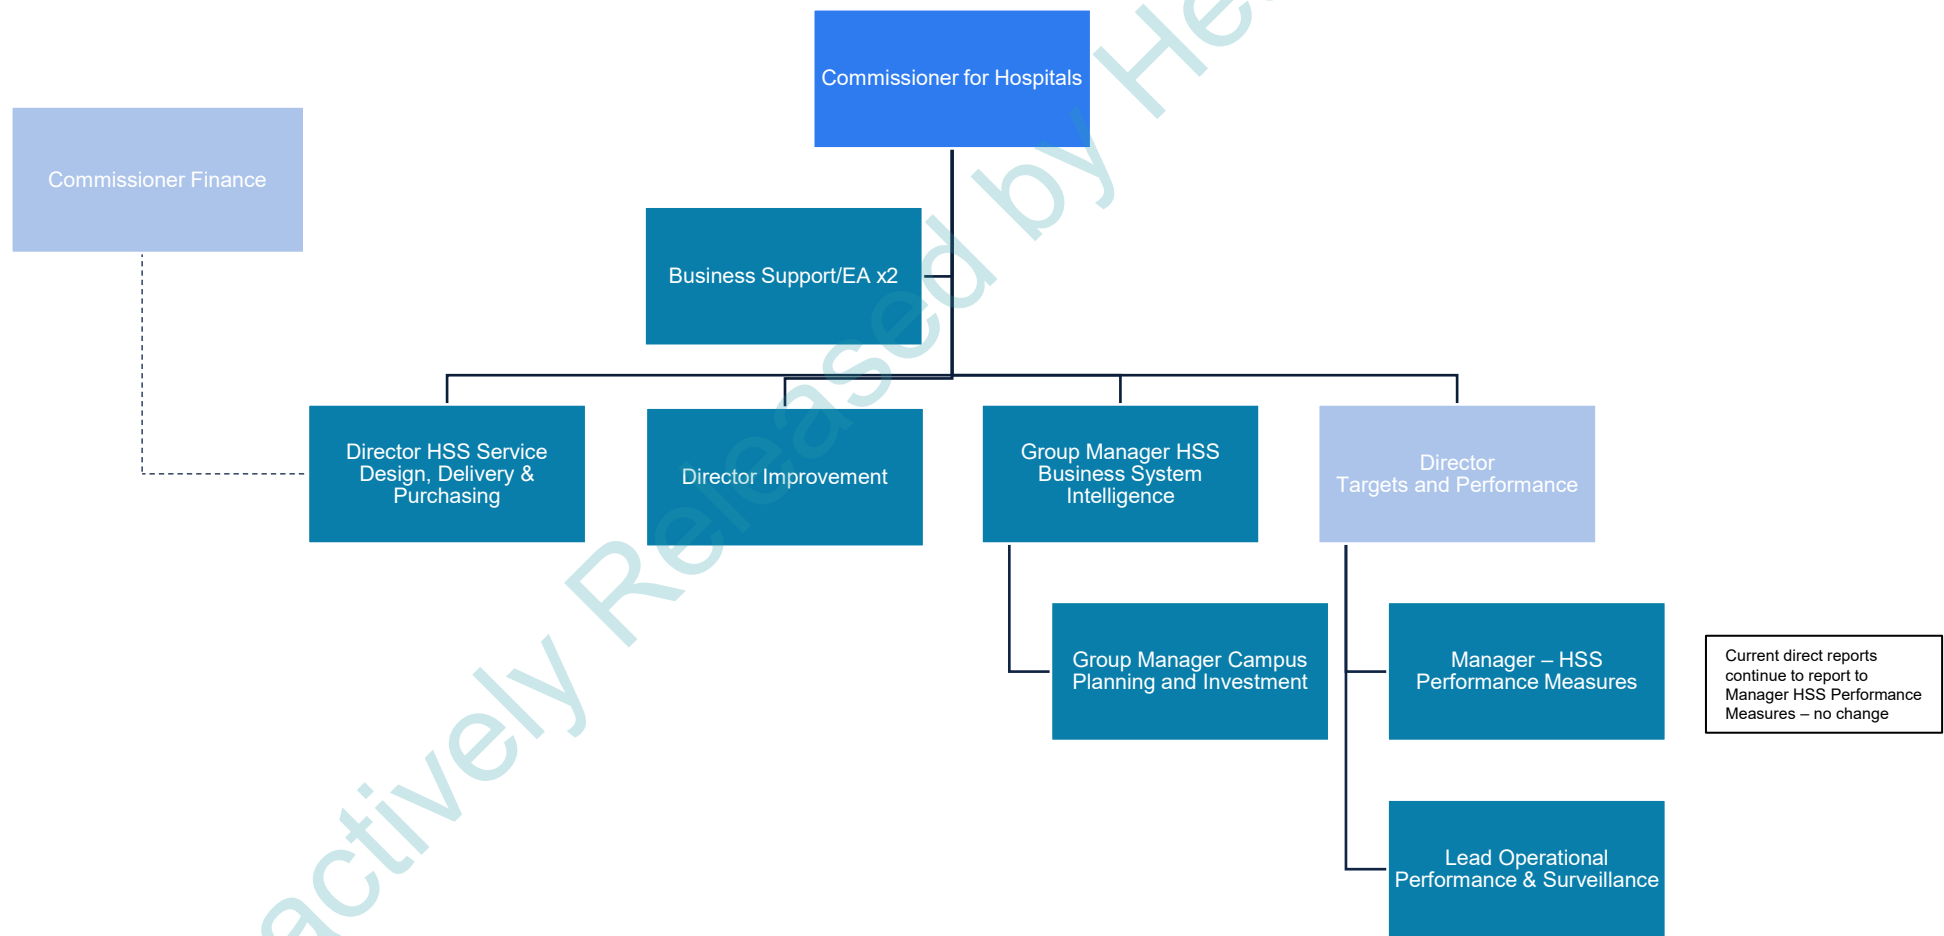 Commissioner for Hospitals
Commissioner Finance
Business Support/EA x2
Director HSS Service
Design, Delivery &
Purchasing
Director Improvement
Group Manager HSS
Business System
Intelligence
Director
Targets and Performance
Group Manager Campus
Planning and Investment
Manager – HSS
Performance Measures
Current direct reports
continue to report to
Manager HSS Performance
Measures – no change
Lead Operational
Performance & Surveillance
actively Released by He